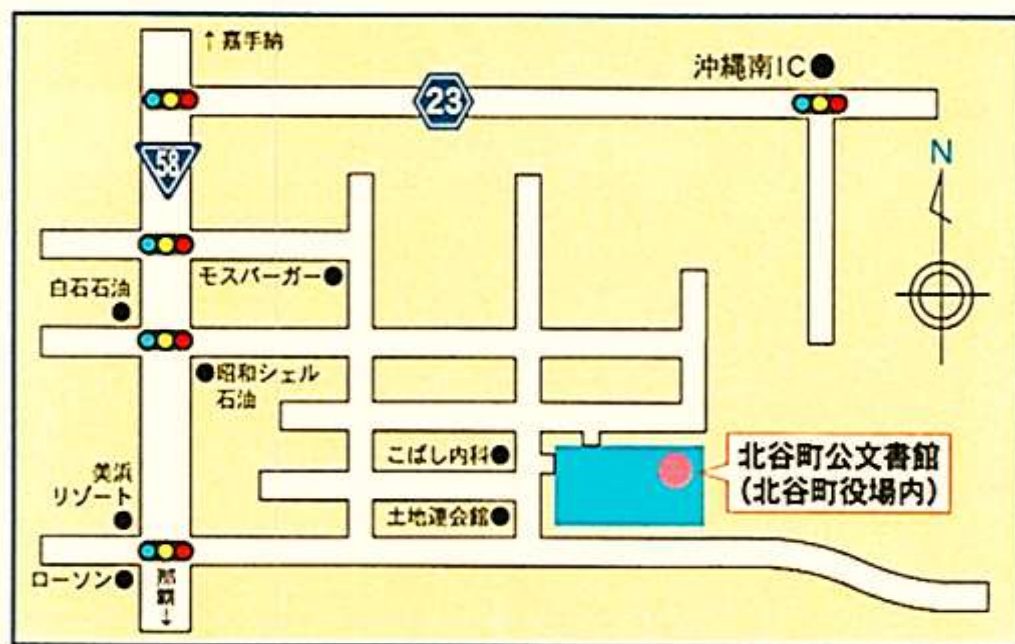 ↑嘉手納
沖縄南IC
23
58
N
モスバーガー
白石石油
昭和シェル
石油
こばし内科
北谷町公文書館
(北谷町役場内)
美浜
リゾート
土地連会館
ローソン
那覇↓